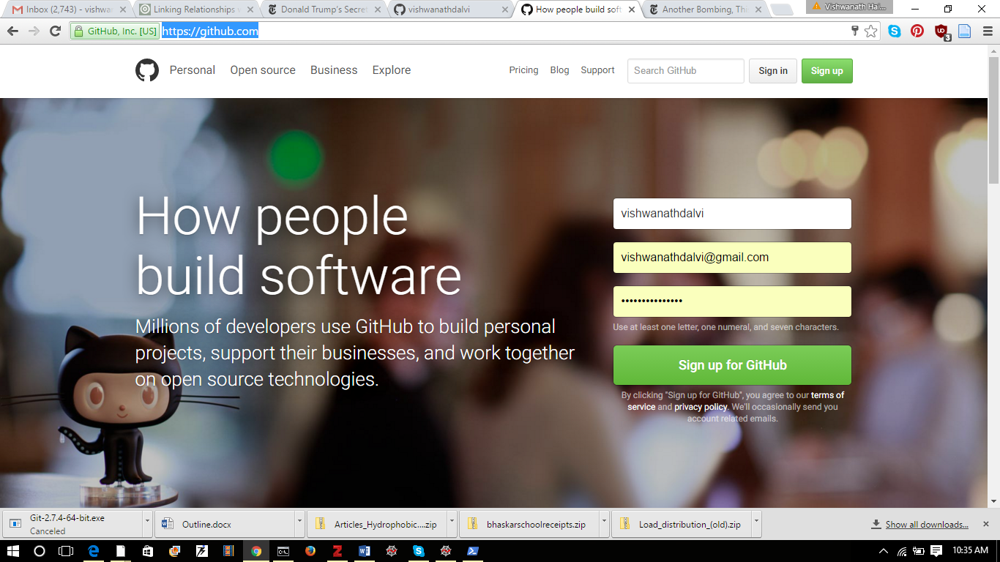 Inbox (2,743) - vishwan
Linking Relationships
Donald Trump's Secret
vishwanathdalvi
How people build soft
Another Bombing, Thi
Vishwanath Hai...
GitHub, Inc. [US]
https://github.com
3
Personal
Open source
Business
Explore
Pricing
Blog
Support
Search GitHub
Sign in
Sign up
How people
build software
Millions of developers use GitHub to build personal
projects, support their businesses, and work together
on open source technologies.
vishwanathdalvi
vishwanathdalvi@gmail.com
•••••••••••••••
Use at least one letter, one numeral, and seven characters.
Sign up for GitHub
By clicking "Sign up for GitHub", you agree to our terms of
service and privacy policy. We'll occasionally send you
account related emails.
Git-2.7.4-64-bit.exe
Canceled
Outline.docx
Articles_Hydrophobic....zip
bhaskarschoolreceipts.zip
Load_distribution_(old).zip
Show all downloads...
10:35 AM